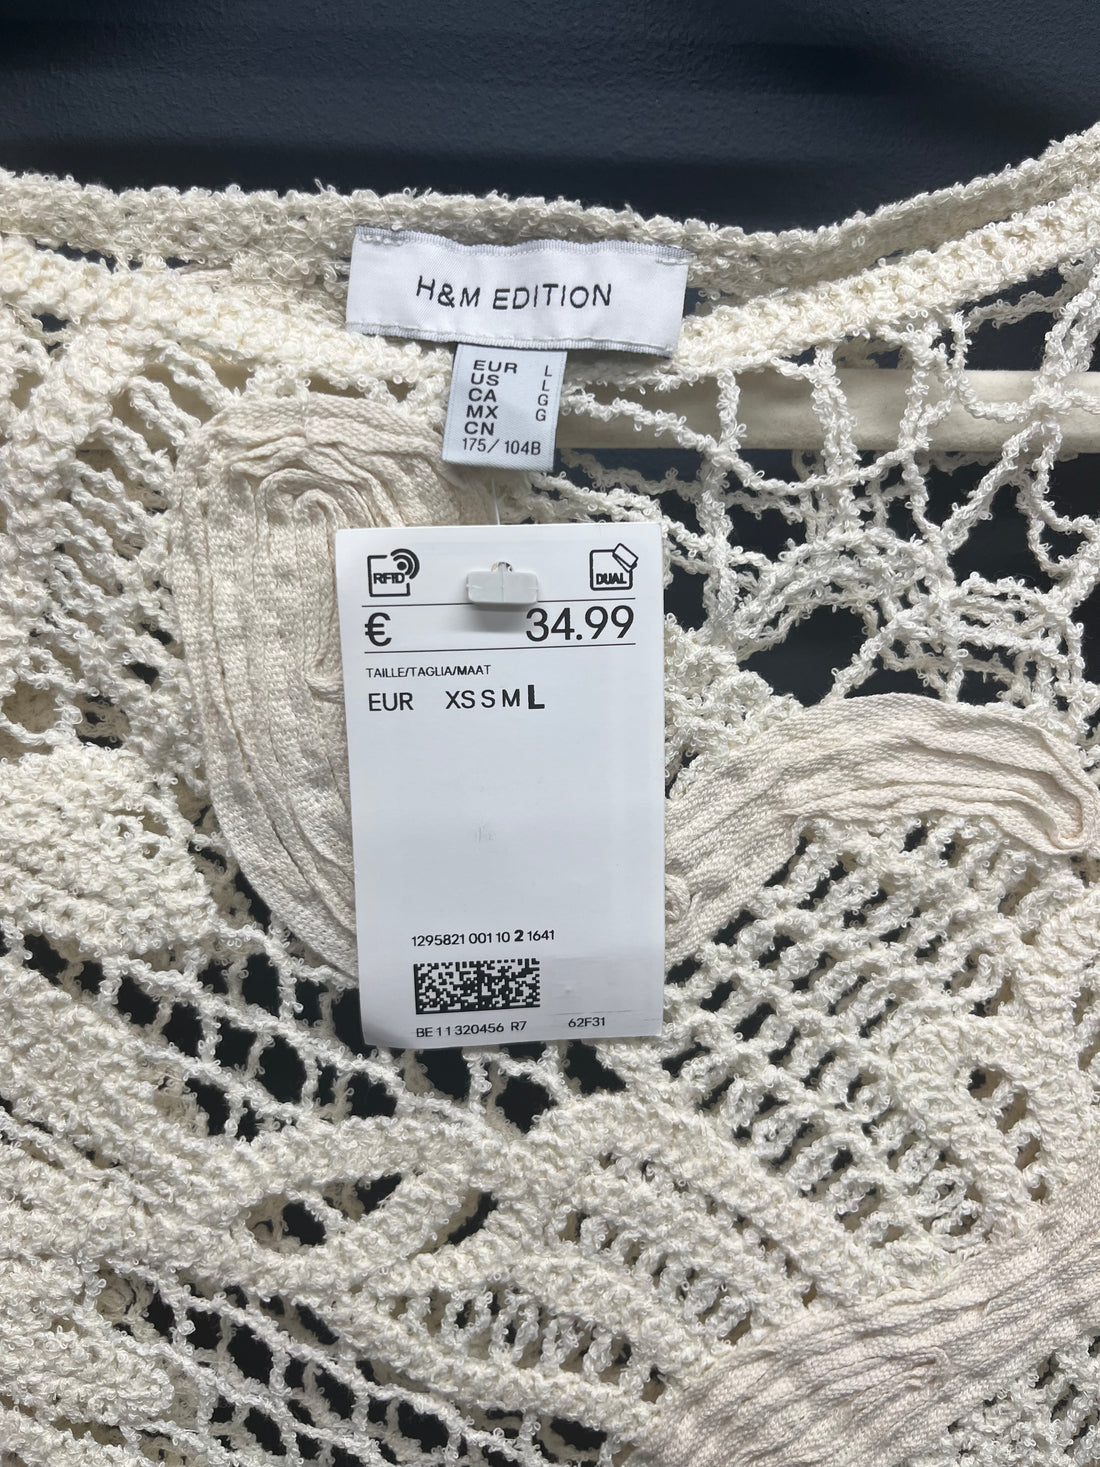 H&M EDITION
EUR L
US L
CA G
MX G
CN
175/104B
RFID
DUAL
€ 34.99
TAILLE/TAGLIA/MAAT
EUR XS S M L
1295821 001 10 2 1641
BE 11320456 R7 62F31